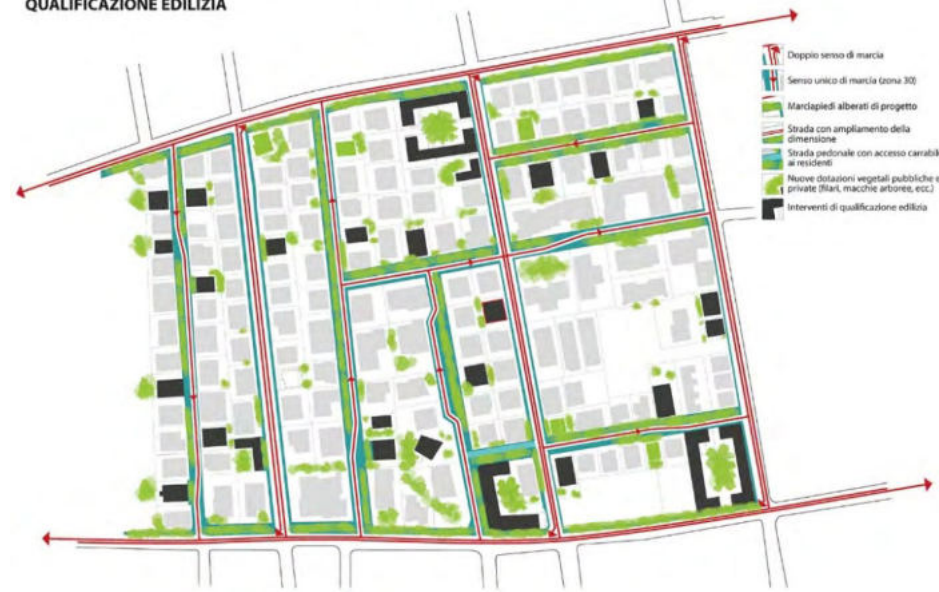 QUALIFICAZIONE EDILIZIA
Doppio senso di marcia
Senso unico di marcia (zona 30)
Marciapiedi alberati di progetto
Strada con ampliamento della
dimensione
Strada pedonale con accesso carrabile
ai residenti
Nuove dotazioni vegetali pubbliche e
private (filari, macchie arboree, ecc.)
Interventi di qualificazione edilizia